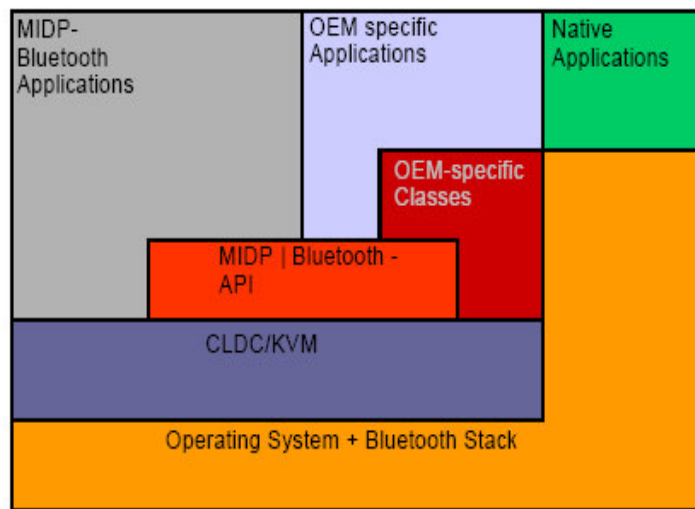 MIDP-
Bluetooth
Applications
OEM specific
Applications
Native
Applications
OEM-specific
Classes
MIDP | Bluetooth -
API
CLDC/KVM
Operating System + Bluetooth Stack